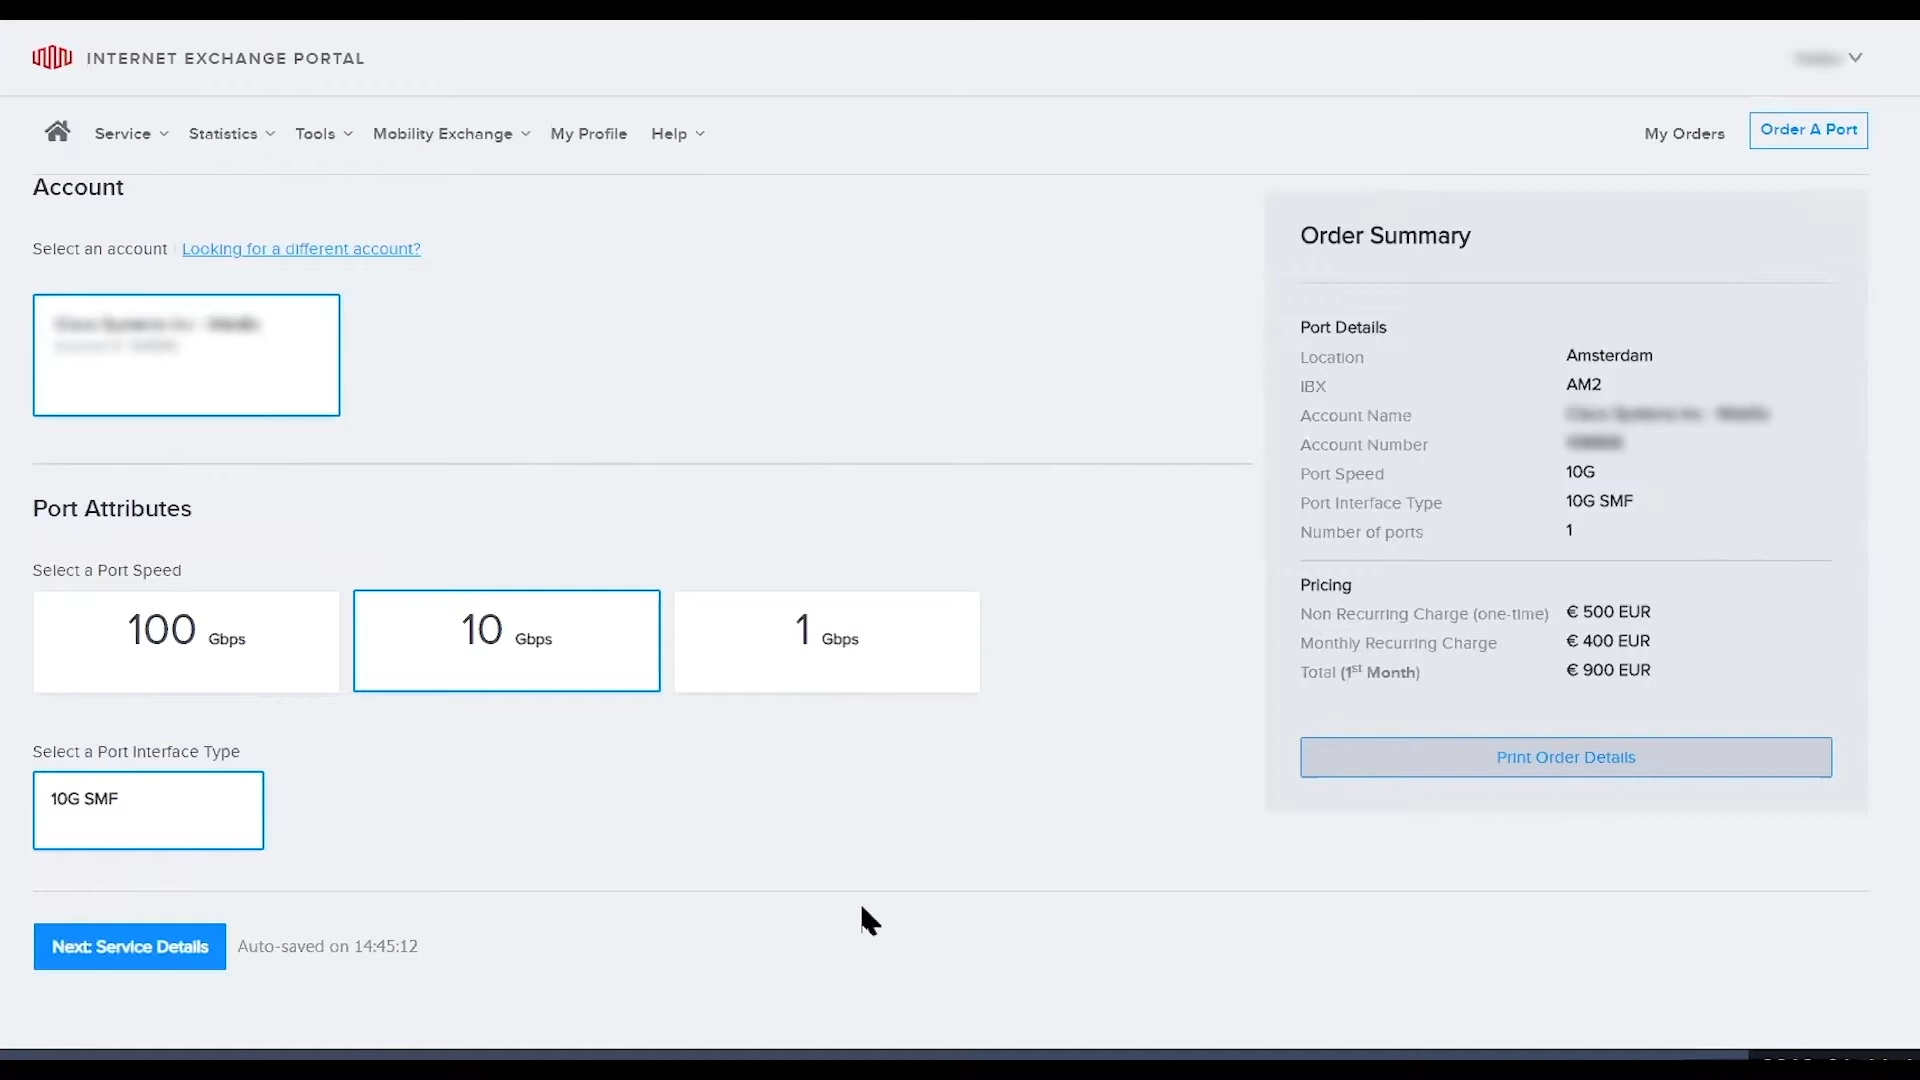 INTERNET EXCHANGE PORTAL
Service
Statistics
Tools
Mobility Exchange
My Profile
Help
My Orders
Order A Port
Account
Select an account
Looking for a different account?
Port Attributes
Select a Port Speed
100 Gbps
10 Gbps
1 Gbps
Select a Port Interface Type
10G SMF
Next: Service Details
Auto-saved on 14:45:12
Order Summary
Port Details
Location Amsterdam
IBX AM2
Account Name
Account Number
Port Speed 10G
Port Interface Type 10G SMF
Number of ports 1
Pricing
Non Recurring Charge (one-time) € 500 EUR
Monthly Recurring Charge € 400 EUR
Total (1st Month) € 900 EUR
Print Order Details